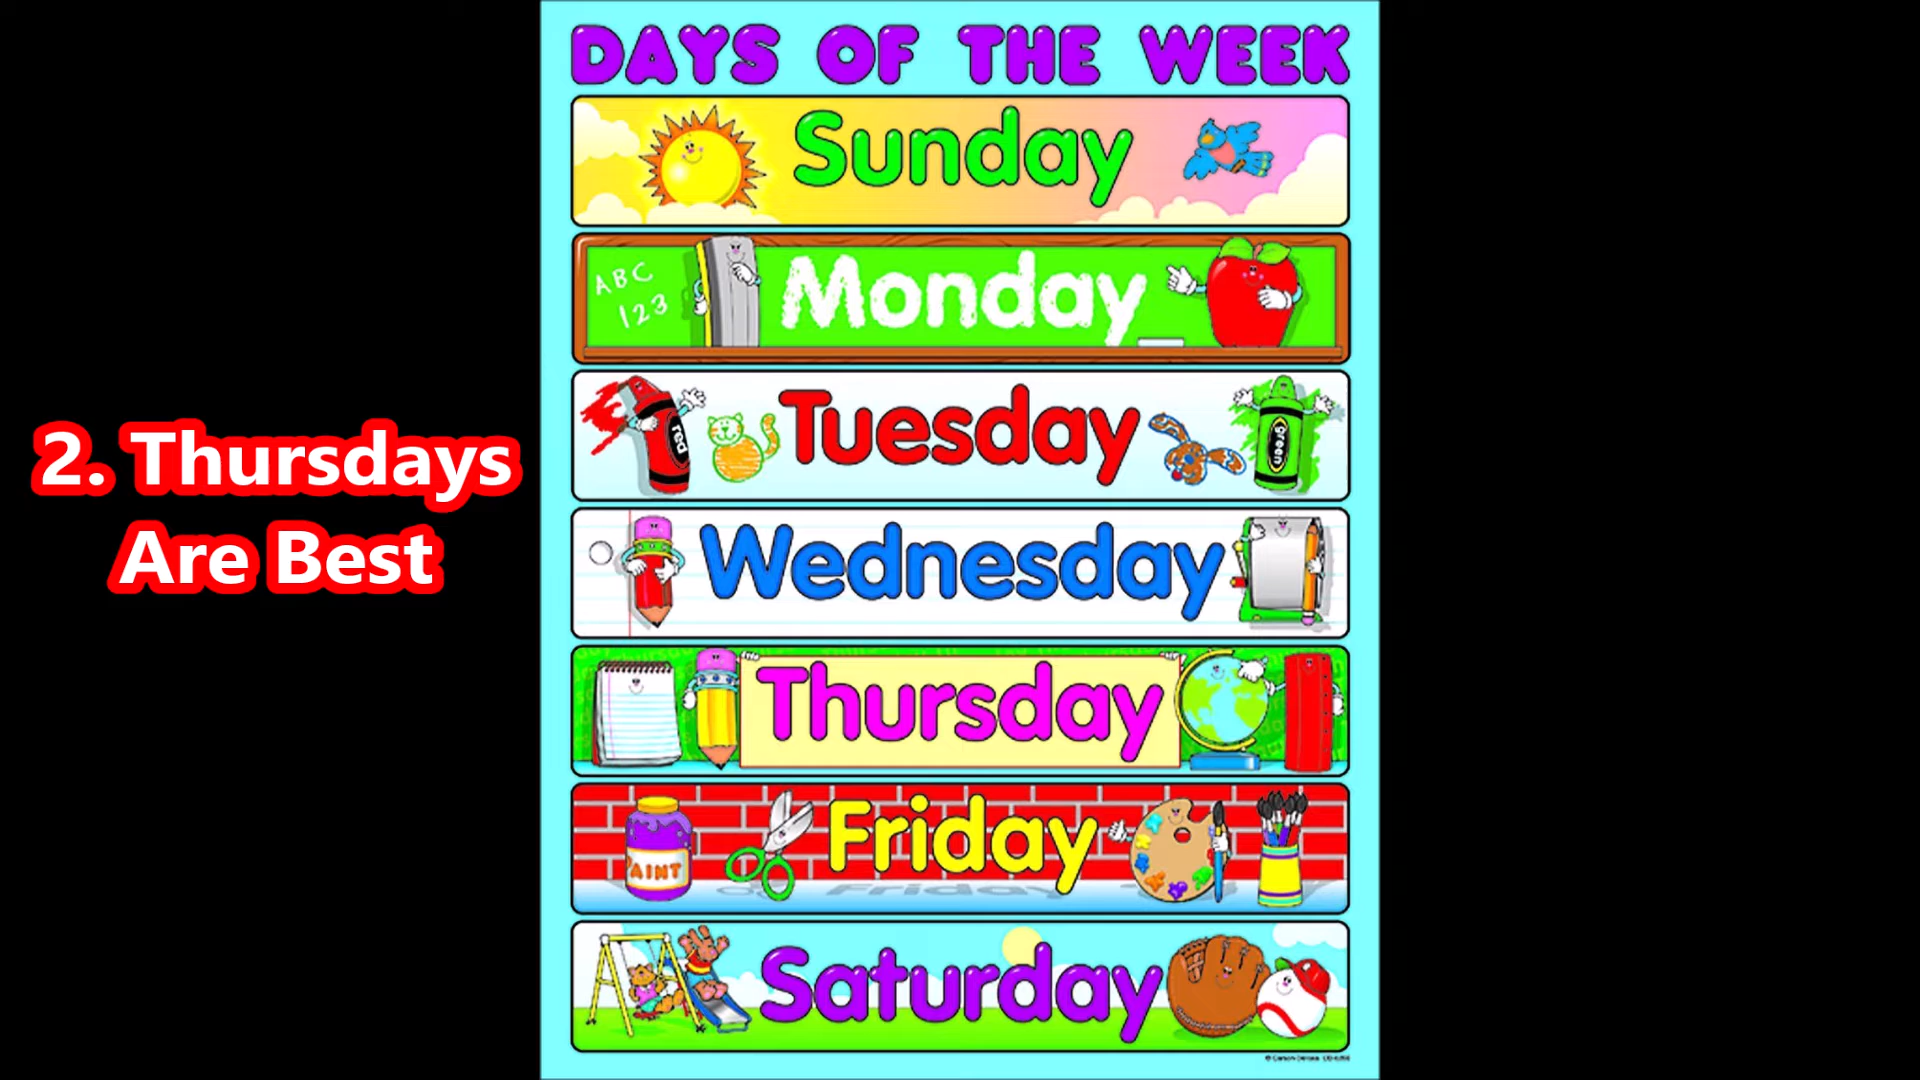 DAYS OF THE WEEK
Sunday
ABC
123
Monday
red
Tuesday
green
2. Thursdays
Are Best
Wednesday
Thursday
PAINT
Friday
Saturday